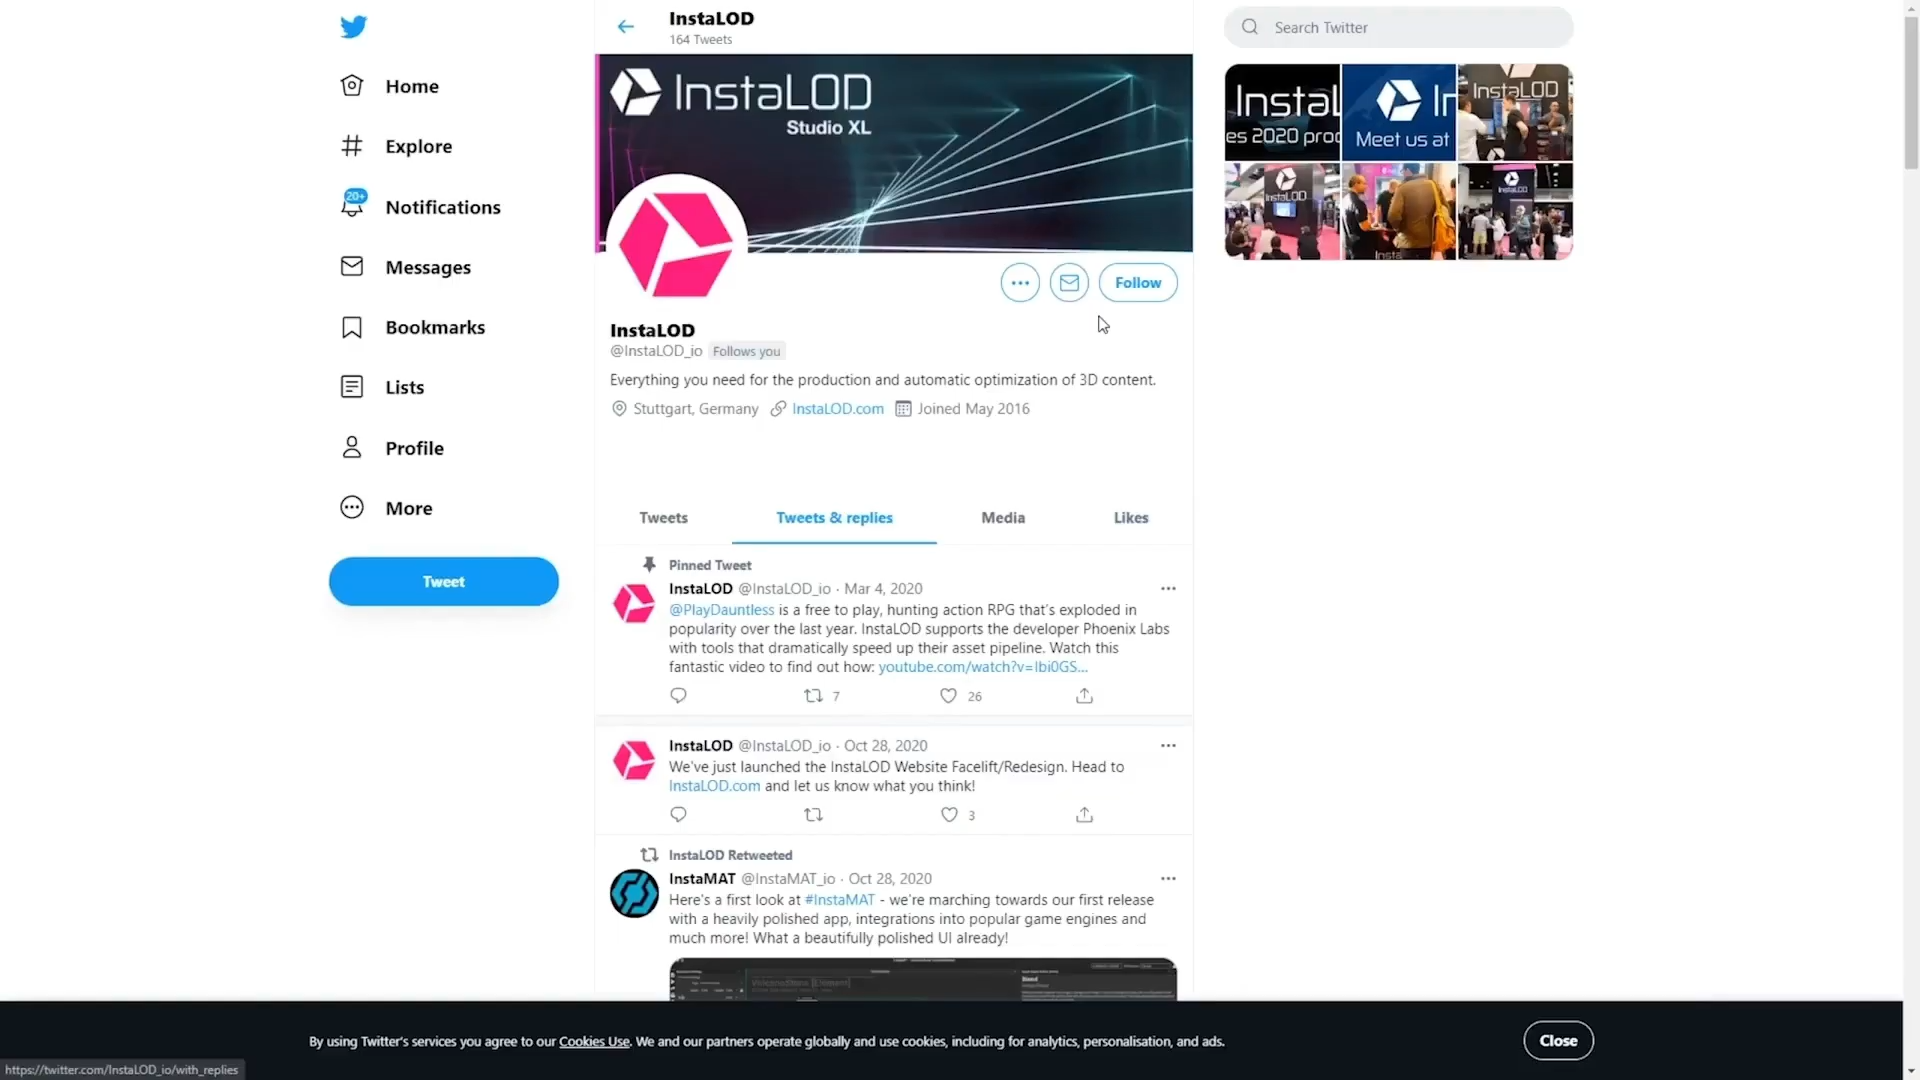 InstaLOD
164 Tweets
Search Twitter
Home
Explore
20+
Notifications
Messages
Bookmarks
Lists
Profile
More
Tweet
InstaLOD
Studio XL
Follow
InstaLOD
@InstaLOD_io Follows you
Everything you need for the production and automatic optimization of 3D content.
Stuttgart, Germany InstaLOD.com Joined May 2016
Tweets Tweets & replies Media Likes
Pinned Tweet
InstaLOD @InstaLOD_io · Mar 4, 2020
@PlayDauntless is a free to play, hunting action RPG that's exploded in
popularity over the last year. InstaLOD supports the developer Phoenix Labs
with tools that dramatically speed up their asset pipeline. Watch this
fantastic video to find out how: youtube.com/watch?v=Ibi0GS...
7 26
InstaLOD @InstaLOD_io · Oct 28, 2020
We've just launched the InstaLOD Website Facelift/Redesign. Head to
InstaLOD.com and let us know what you think!
3
InstaLOD Retweeted
InstaMAT @InstaMAT_io · Oct 28, 2020
Here's a first look at #InstaMAT - we're marching towards our first release
with a heavily polished app, integrations into popular game engines and
much more! What a beautifully polished UI already!
InstaL
es 2020 proc
In
Meet us at
InstaLOD
InstaLOD
Insta
InstaLOD
By using Twitter's services you agree to our Cookies Use. We and our partners operate globally and use cookies, including for analytics, personalisation, and ads.
Close
https://twitter.com/InstaLOD_io/with_replies